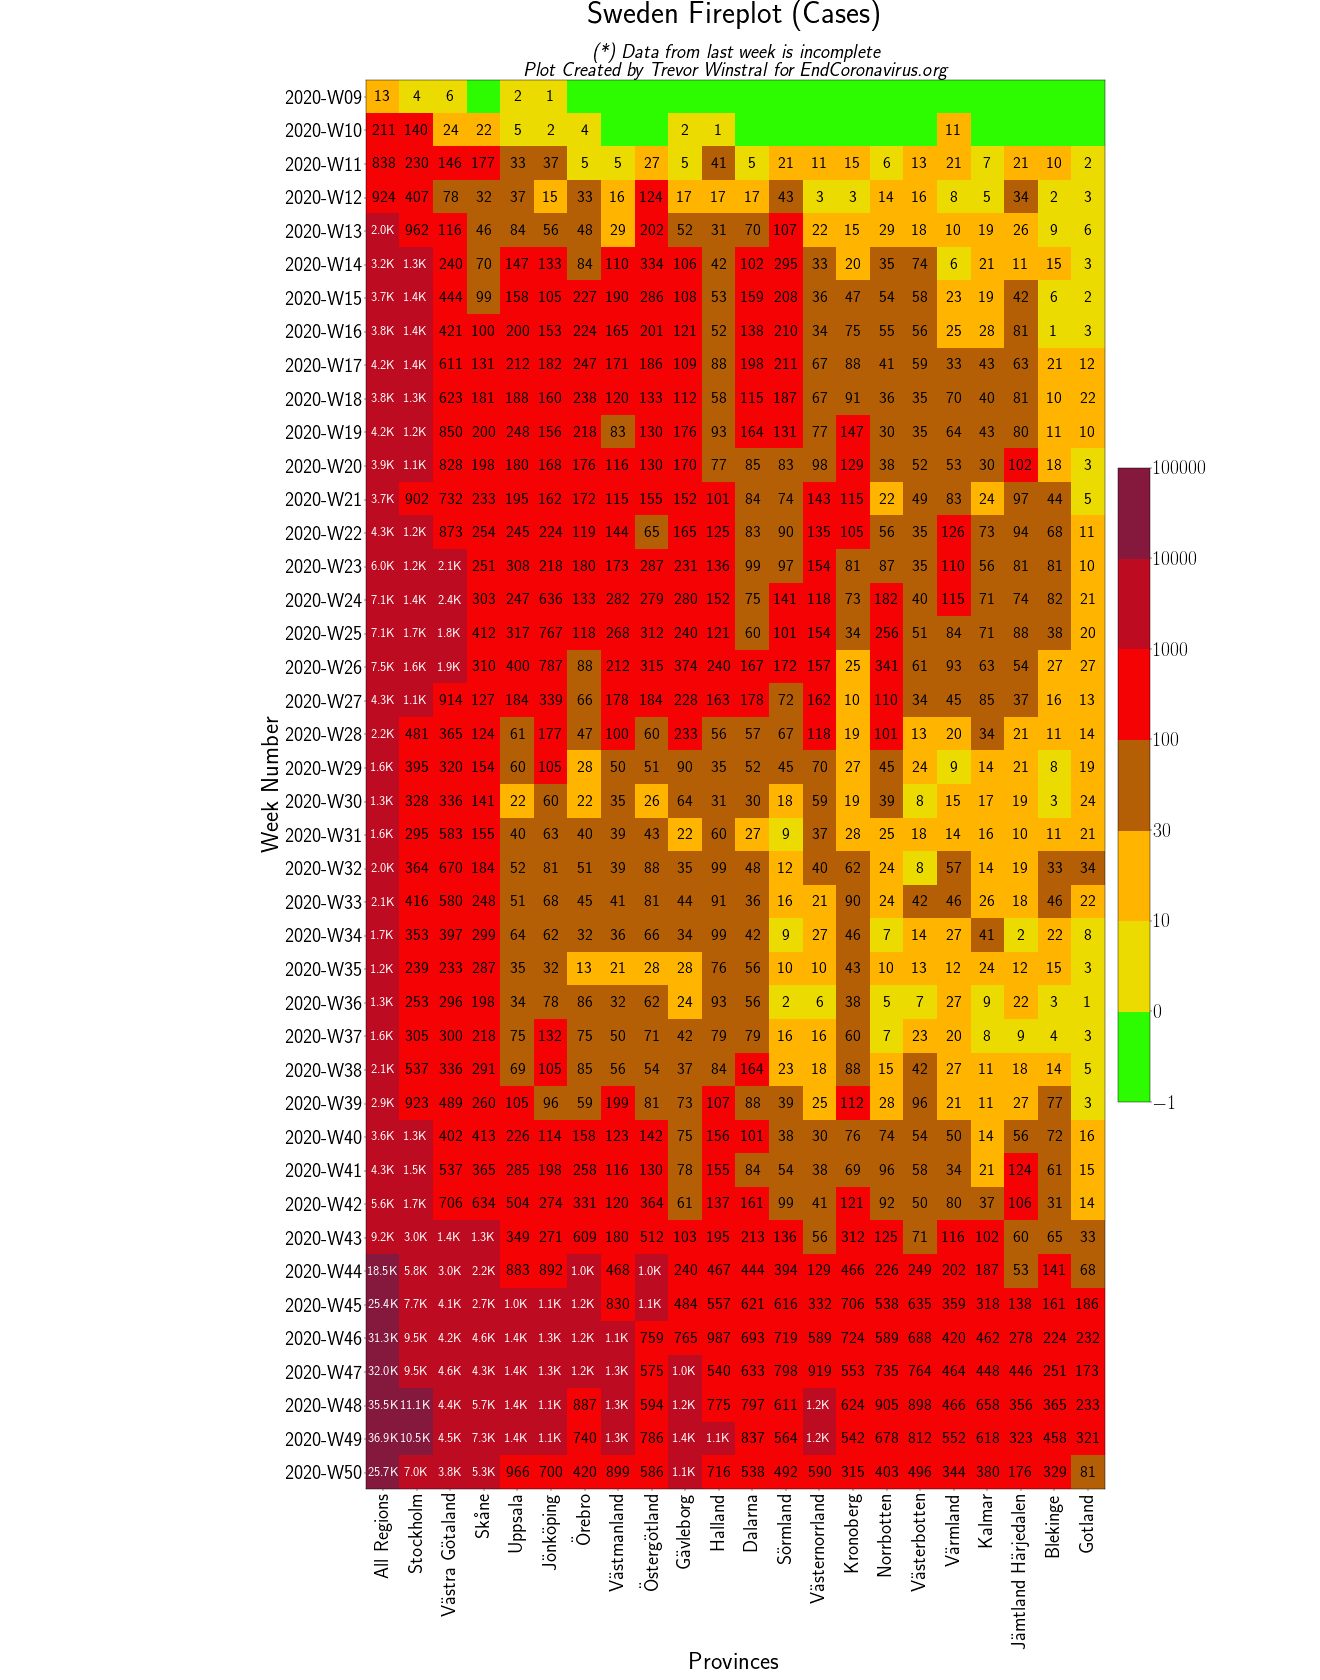 Sweden Fireplot (Cases)
(*) Data from last week is incomplete
Plot Created by Trevor Winstral for EndCoronavirus.org
2020-W09 13 4 6 2 1
2020-W10 211 140 24 22 5 2 4 2 1 11
2020-W11 838 230 146 177 33 37 5 5 27 5 41 5 21 11 15 6 13 21 7 21 10 2
2020-W12 924 407 78 32 37 15 33 16 124 17 17 17 43 3 3 14 16 8 5 34 2 3
2020-W13 2.0K 962 116 46 84 56 48 29 202 52 31 70 107 22 15 29 18 10 19 26 9 6
2020-W14 3.2K 1.3K 240 70 147 133 84 110 334 106 42 102 295 33 20 35 74 6 21 11 15 3
2020-W15 3.7K 1.4K 444 99 158 105 227 190 286 108 53 159 208 36 47 54 58 23 19 42 6 2
2020-W16 3.8K 1.4K 421 100 200 153 224 165 201 121 52 138 210 34 75 55 56 25 28 81 1 3
2020-W17 4.2K 1.4K 611 131 212 182 247 171 186 109 88 198 211 67 88 41 59 33 43 63 21 12
2020-W18 3.8K 1.3K 623 181 188 160 238 120 133 112 58 115 187 67 91 36 35 70 40 81 10 22
2020-W19 4.2K 1.2K 850 200 248 156 218 83 130 176 93 164 131 77 147 30 35 64 43 80 11 10
2020-W20 3.9K 1.1K 828 198 180 168 176 116 130 170 77 85 83 98 129 38 52 53 30 102 18 3
2020-W21 3.7K 902 732 233 195 162 172 115 155 152 101 84 74 143 115 22 49 83 24 97 44 5
2020-W22 4.3K 1.2K 873 254 245 224 119 144 65 165 125 83 90 135 105 56 35 126 73 94 68 11
2020-W23 6.0K 1.2K 2.1K 251 308 218 180 173 287 231 136 99 97 154 81 87 35 110 56 81 81 10
2020-W24 7.1K 1.4K 2.4K 303 247 636 133 282 279 280 152 75 141 118 73 182 40 115 71 74 82 21
2020-W25 7.1K 1.7K 1.8K 412 317 767 118 268 312 240 121 60 101 154 34 256 51 84 71 88 38 20
2020-W26 7.5K 1.6K 1.9K 310 400 787 88 212 315 374 240 167 172 157 25 341 61 93 63 54 27 27
2020-W27 4.3K 1.1K 914 127 184 339 66 178 184 228 163 178 72 162 10 110 34 45 85 37 16 13
2020-W28 2.2K 481 365 124 61 177 47 100 60 233 56 57 67 118 19 101 13 20 34 21 11 14
2020-W29 1.6K 395 320 154 60 105 28 50 51 90 35 52 45 70 27 45 24 9 14 21 8 19
2020-W30 1.3K 328 336 141 22 60 22 35 26 64 31 30 18 59 19 39 8 15 17 19 3 24
2020-W31 1.6K 295 583 155 40 63 40 39 43 22 60 27 9 37 28 25 18 14 16 10 11 21
2020-W32 2.0K 364 670 184 52 81 51 39 88 35 99 48 12 40 62 24 8 57 14 19 33 34
2020-W33 2.1K 416 580 248 51 68 45 41 81 44 91 36 16 21 90 24 42 46 26 18 46 22
2020-W34 1.7K 353 397 299 64 62 32 36 66 34 99 42 9 27 46 7 14 27 41 2 22 8
2020-W35 1.2K 239 233 287 35 32 13 21 28 28 76 56 10 10 43 10 13 12 24 12 15 3
2020-W36 1.3K 253 296 198 34 78 86 32 62 24 93 56 2 6 38 5 7 27 9 22 3 1
2020-W37 1.6K 305 300 218 75 132 75 50 71 42 79 79 16 16 60 7 23 20 8 9 4 3
2020-W38 2.1K 537 336 291 69 105 85 56 54 37 84 164 23 18 88 15 42 27 11 18 14 5
2020-W39 2.9K 923 489 260 105 96 59 199 81 73 107 88 39 25 112 28 96 21 11 27 77 3
2020-W40 3.6K 1.3K 402 413 226 114 158 123 142 75 156 101 38 30 76 74 54 50 14 56 72 16
2020-W41 4.3K 1.5K 537 365 285 198 258 116 130 78 155 84 54 38 69 96 58 34 21 124 61 15
2020-W42 5.6K 1.7K 706 634 504 274 331 120 364 61 137 161 99 41 121 92 50 80 37 106 31 14
2020-W43 9.2K 3.0K 1.4K 1.3K 349 271 609 180 512 103 195 213 136 56 312 125 71 116 102 60 65 33
2020-W44 18.5K 5.8K 3.0K 2.2K 883 892 1.0K 468 1.0K 240 467 444 394 129 466 226 249 202 187 53 141 68
2020-W45 25.4K 7.7K 4.1K 2.7K 1.0K 1.1K 1.2K 830 1.1K 484 557 621 616 332 706 538 635 359 318 138 161 186
2020-W46 31.3K 9.5K 4.2K 4.6K 1.4K 1.3K 1.2K 1.1K 759 765 987 693 719 589 724 589 688 420 462 278 224 232
2020-W47 32.0K 9.5K 4.6K 4.3K 1.4K 1.3K 1.2K 1.3K 575 1.0K 540 633 798 919 553 735 764 464 448 446 251 173
2020-W48 35.5K 11.1K 4.4K 5.7K 1.4K 1.1K 887 1.3K 594 1.2K 775 797 611 1.2K 624 905 898 466 658 356 365 233
2020-W49 36.9K 10.5K 4.5K 7.3K 1.4K 1.1K 740 1.3K 786 1.4K 1.1K 837 564 1.2K 542 678 812 552 618 323 458 321
2020-W50 25.7K 7.0K 3.8K 5.3K 966 700 420 899 586 1.1K 716 538 492 590 315 403 496 344 380 176 329 81
Week Number
All Regions
Stockholm
Västra Götaland
Skåne
Uppsala
Jönköping
Örebro
Västmanland
Östergötland
Gävleborg
Halland
Dalarna
Sörmland
Västernorrland
Kronoberg
Norrbotten
Västerbotten
Värmland
Kalmar
Jämtland Härjedalen
Blekinge
Gotland
Provinces
100000
10000
1000
100
30
10
0
−1